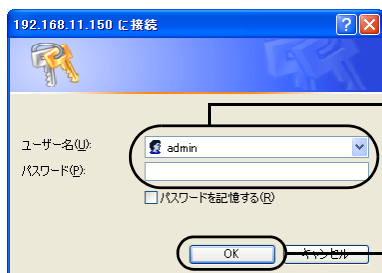 192.168.11.150 に接続
ユーザー名(U):
admin
パスワード(P):
パスワードを記憶する(R)
OK
キャンセル